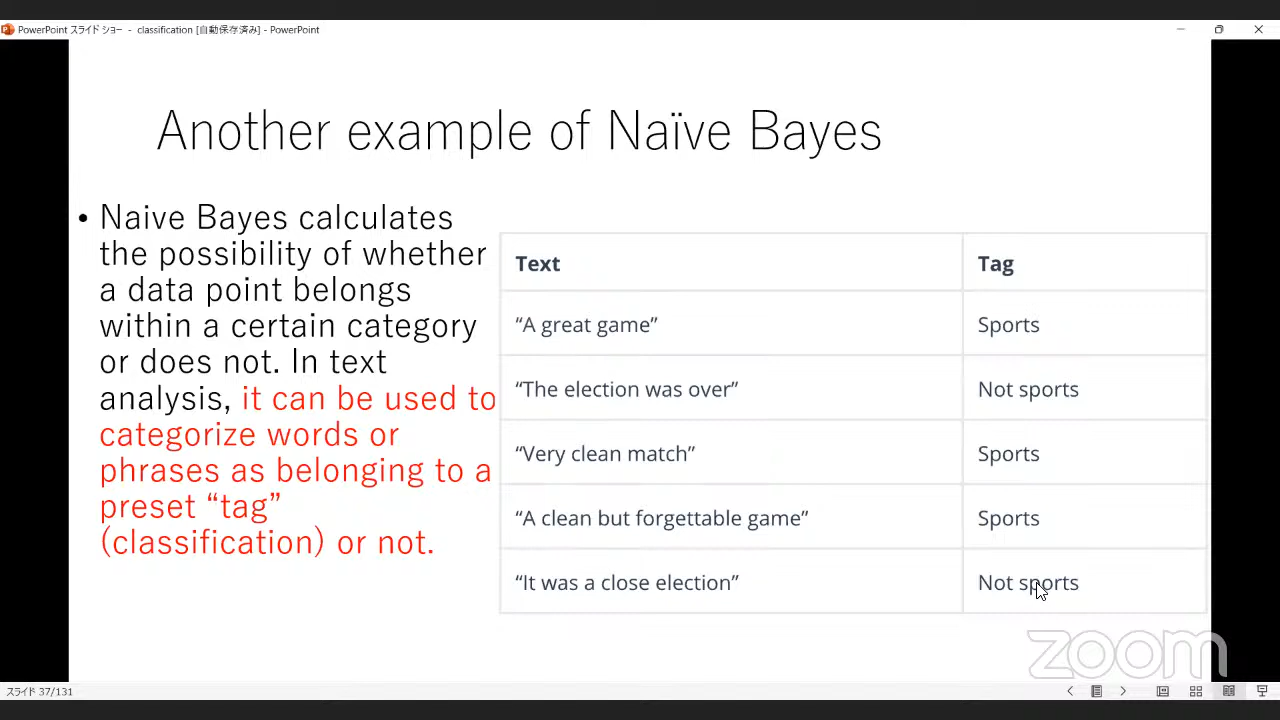 PowerPoint スライド ショー - classification [自動保存済み] - PowerPoint
Another example of Naïve Bayes
• Naive Bayes calculates
the possibility of whether
a data point belongs
within a certain category
or does not. In text
analysis, it can be used to
categorize words or
phrases as belonging to a
preset “tag”
(classification) or not.
Text Tag
“A great game” Sports
“The election was over” Not sports
“Very clean match” Sports
“A clean but forgettable game” Sports
“It was a close election” Not sports
zoom
スライド 37/131